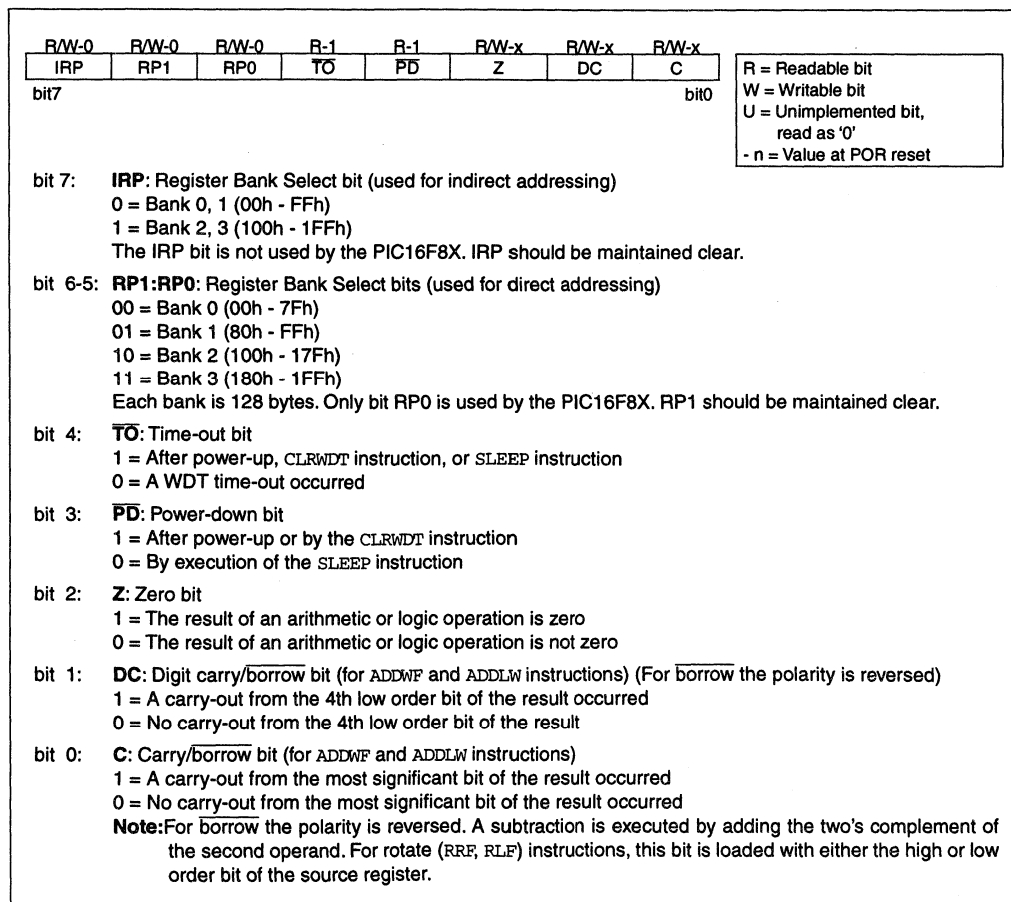 R/W-0 R/W-0 R/W-0 R-1 R-1 R/W-x R/W-x R/W-x
IRP RP1 RP0 T̅O̅ P̅D̅ Z DC C
bit7 bit0
R = Readable bit
W = Writable bit
U = Unimplemented bit,
read as '0'
- n = Value at POR reset
bit 7: IRP: Register Bank Select bit (used for indirect addressing)
0 = Bank 0, 1 (00h - FFh)
1 = Bank 2, 3 (100h - 1FFh)
The IRP bit is not used by the PIC16F8X. IRP should be maintained clear.
bit 6-5: RP1:RP0: Register Bank Select bits (used for direct addressing)
00 = Bank 0 (00h - 7Fh)
01 = Bank 1 (80h - FFh)
10 = Bank 2 (100h - 17Fh)
11 = Bank 3 (180h - 1FFh)
Each bank is 128 bytes. Only bit RP0 is used by the PIC16F8X. RP1 should be maintained clear.
bit 4: T̅O̅: Time-out bit
1 = After power-up, CLRWDT instruction, or SLEEP instruction
0 = A WDT time-out occurred
bit 3: P̅D̅: Power-down bit
1 = After power-up or by the CLRWDT instruction
0 = By execution of the SLEEP instruction
bit 2: Z: Zero bit
1 = The result of an arithmetic or logic operation is zero
0 = The result of an arithmetic or logic operation is not zero
bit 1: DC: Digit carry/b̅o̅r̅r̅o̅w̅ bit (for ADDWF and ADDLW instructions) (For b̅o̅r̅r̅o̅w̅ the polarity is reversed)
1 = A carry-out from the 4th low order bit of the result occurred
0 = No carry-out from the 4th low order bit of the result
bit 0: C: Carry/b̅o̅r̅r̅o̅w̅ bit (for ADDWF and ADDLW instructions)
1 = A carry-out from the most significant bit of the result occurred
0 = No carry-out from the most significant bit of the result occurred
Note:For b̅o̅r̅r̅o̅w̅ the polarity is reversed. A subtraction is executed by adding the two's complement of
the second operand. For rotate (RRF, RLF) instructions, this bit is loaded with either the high or low
order bit of the source register.